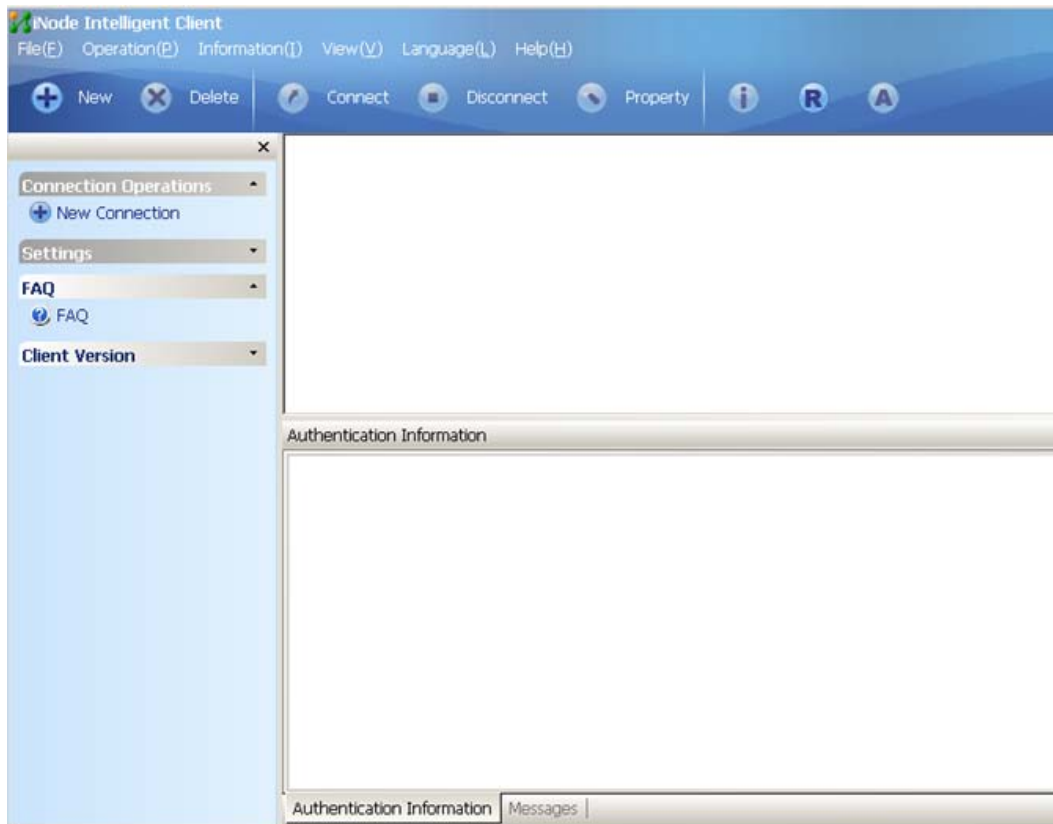 iNode Intelligent Client
File(F) Operation(P) Information(I) View(V) Language(L) Help(H)
New Delete Connect Disconnect Property i R A
Connection Operations
New Connection
Settings
FAQ
FAQ
Client Version
Authentication Information
Authentication Information Messages